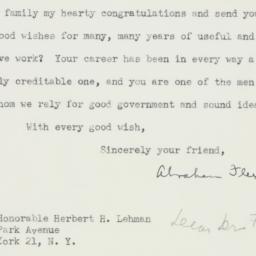 family my hearty congratulations and send you
ood wishes for many, many years of useful and
ve work? Your career has been in every way a
ly creditable one, and you are one of the men
hom we rely for good government and sound idea
With every good wish,
Sincerely your friend,
Abraham Flex
Honorable Herbert H. Lehman
Park Avenue
York 21, N. Y.